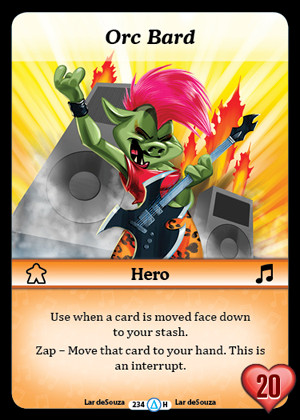 Orc Bard
Hero
Use when a card is moved face down
to your stash.
Zap – Move that card to your hand. This is
an interrupt.
20
Lar deSouza 234 A H Lar deSouza